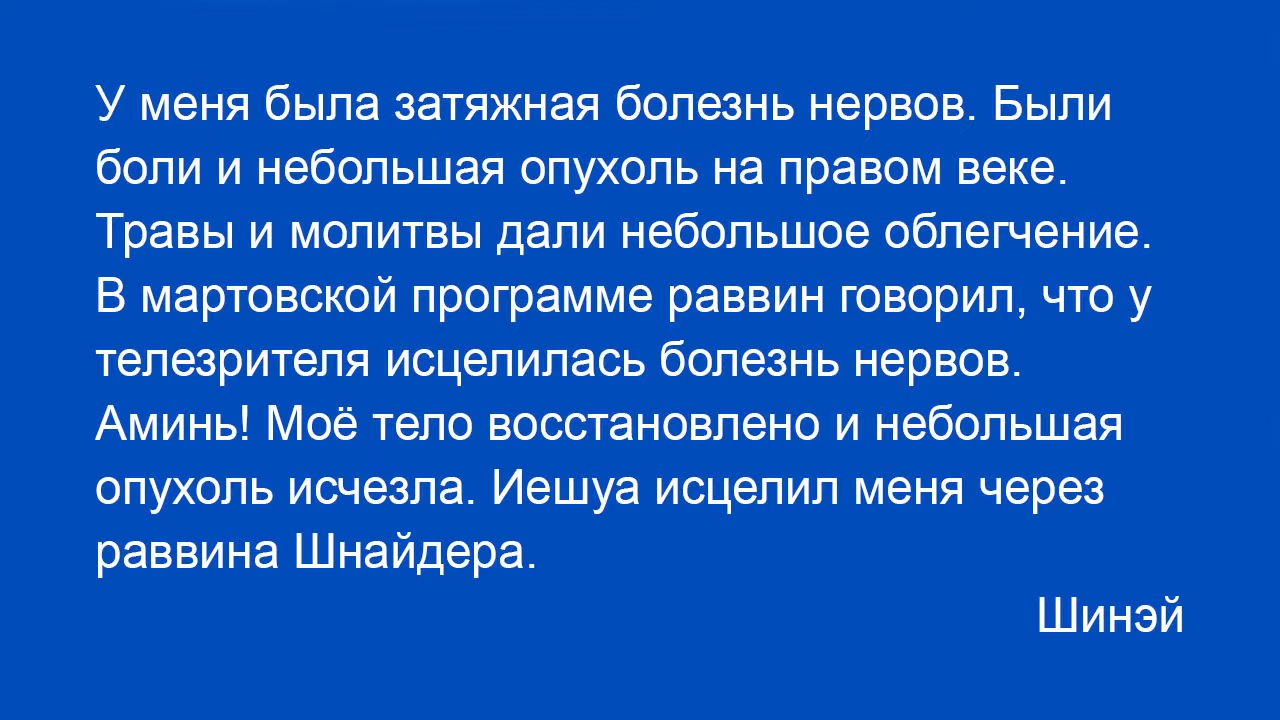 У меня была затяжная болезнь нервов. Были
боли и небольшая опухоль на правом веке.
Травы и молитвы дали небольшое облегчение.
В мартовской программе раввин говорил, что у
телезрителя исцелилась болезнь нервов.
Аминь! Моё тело восстановлено и небольшая
опухоль исчезла. Иешуа исцелил меня через
раввина Шнайдера.
Шинэй